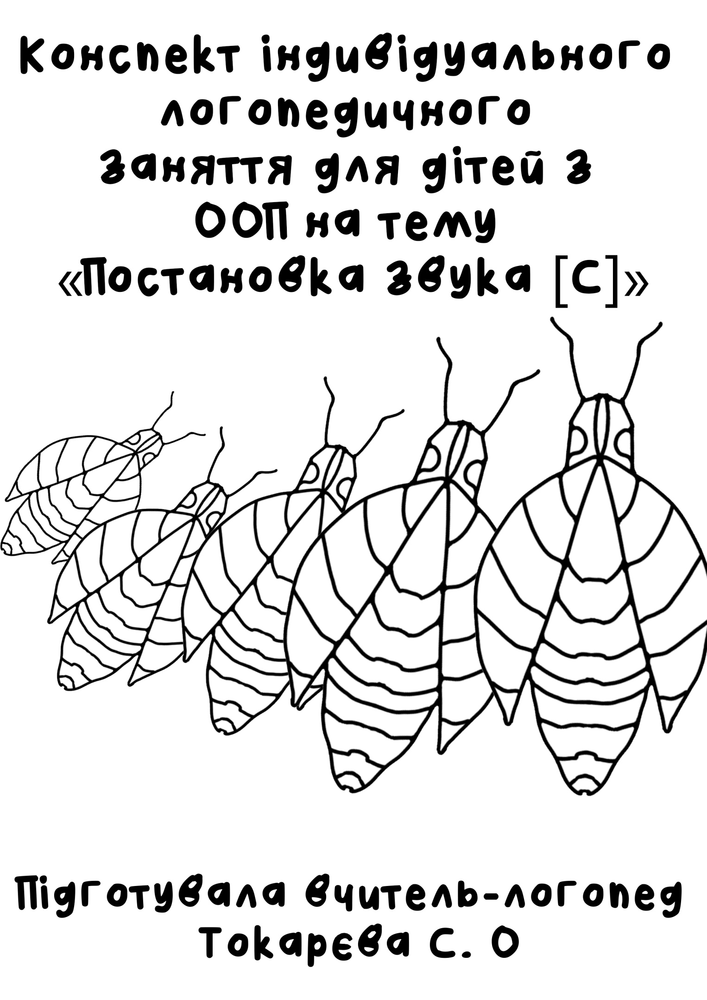 Конспект індивідуального
логопедичного
заняття для дітей з
ООП на тему
«Постановка звука [С]»
Підготувала вчитель-логопед
Токарєва С. О